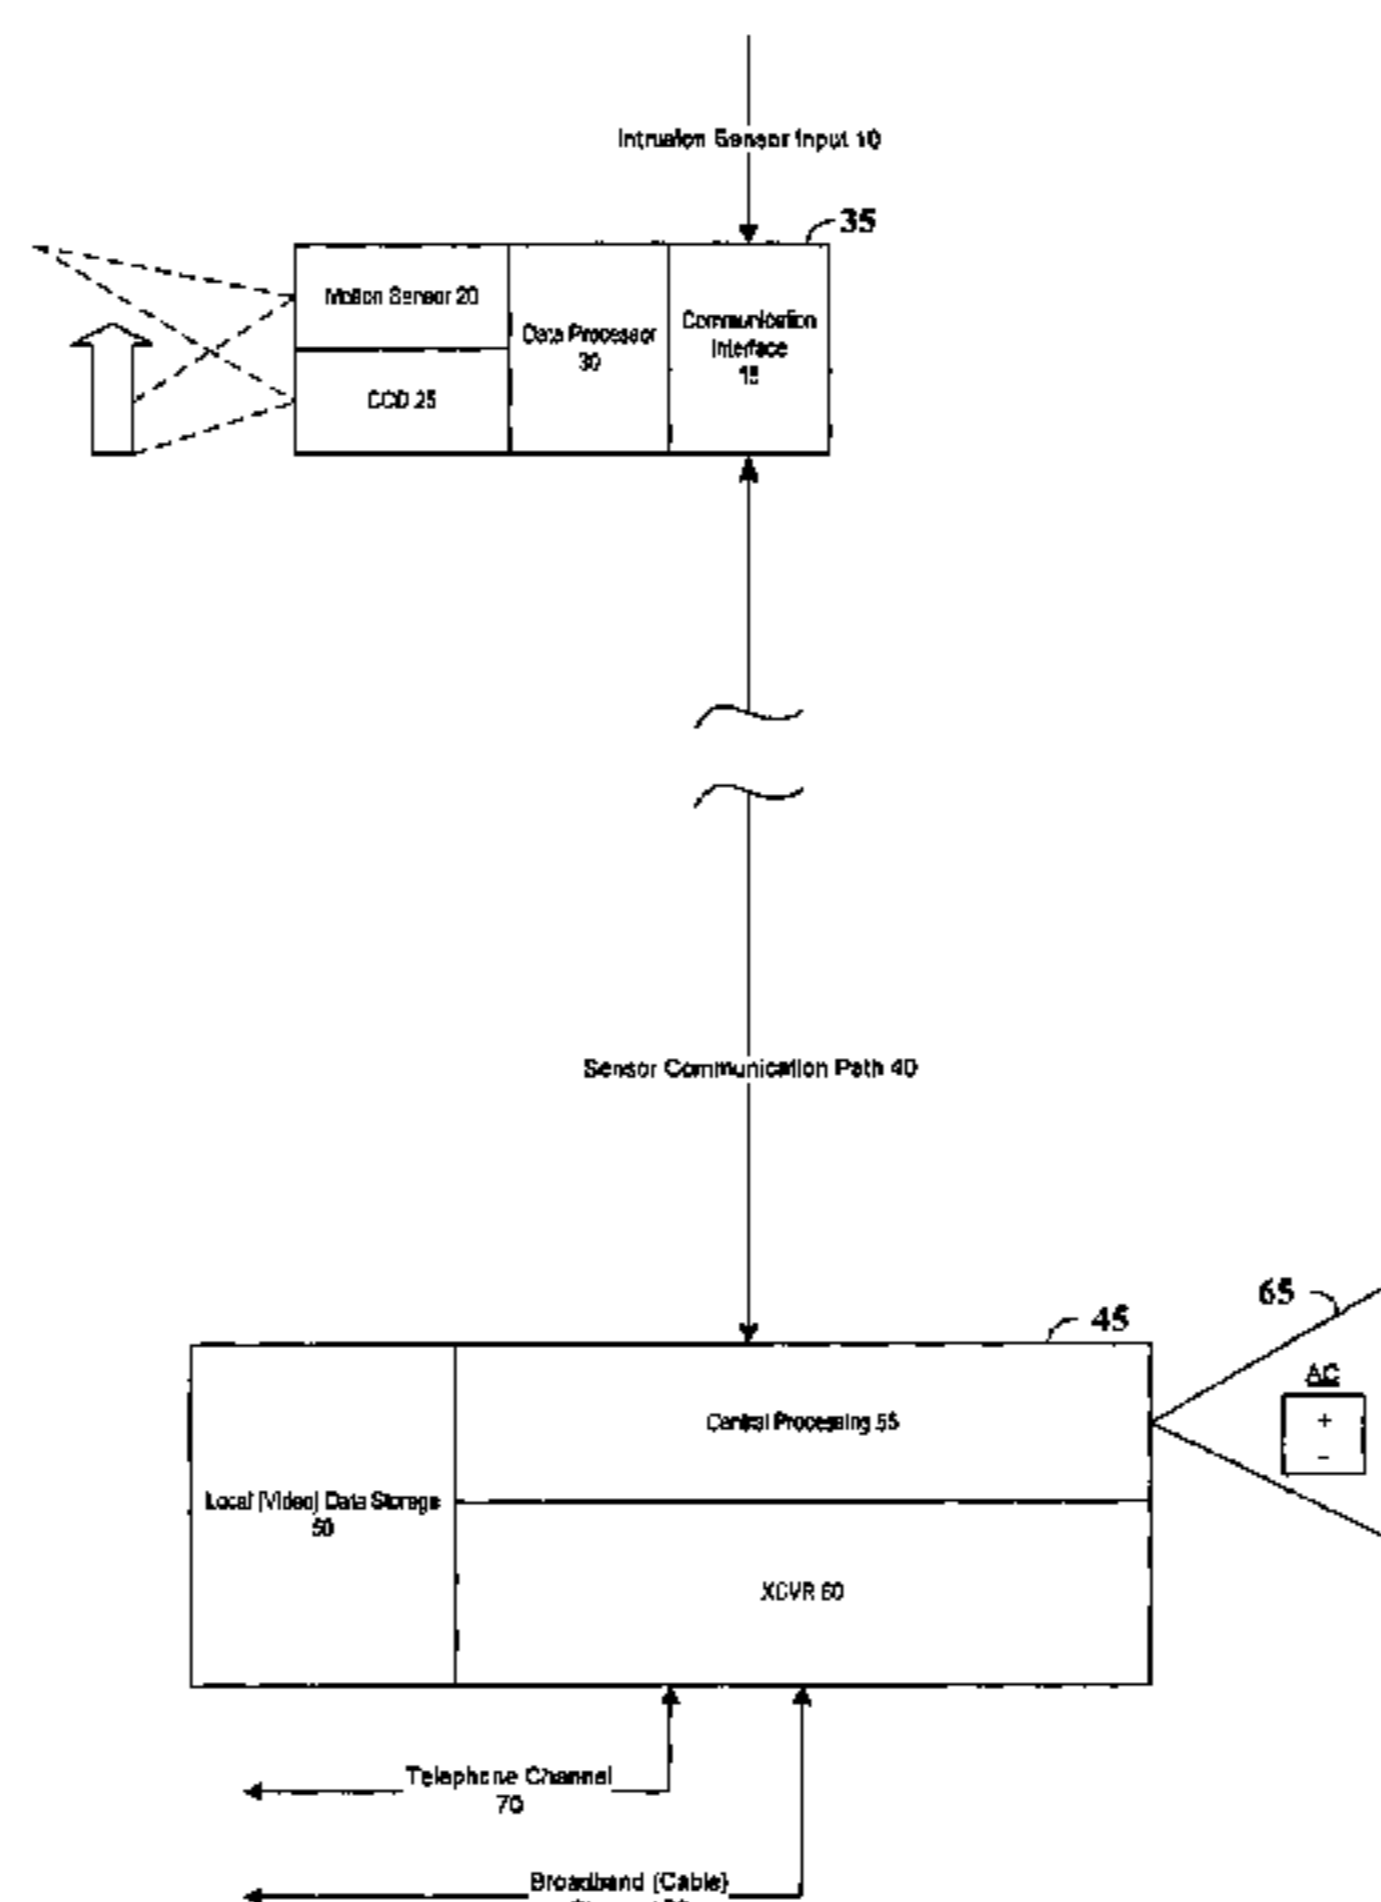 Intrusion Sensor Input 10
35
Motion Sensor 20
Data Processor
30
Communication
Interface
15
CCD 25
Sensor Communication Path 40
65
45
AC
+
-
Central Processing 55
Local (Video) Data Storage
50
XCVR 60
Telephone Channel
70
Broadband (Cable)